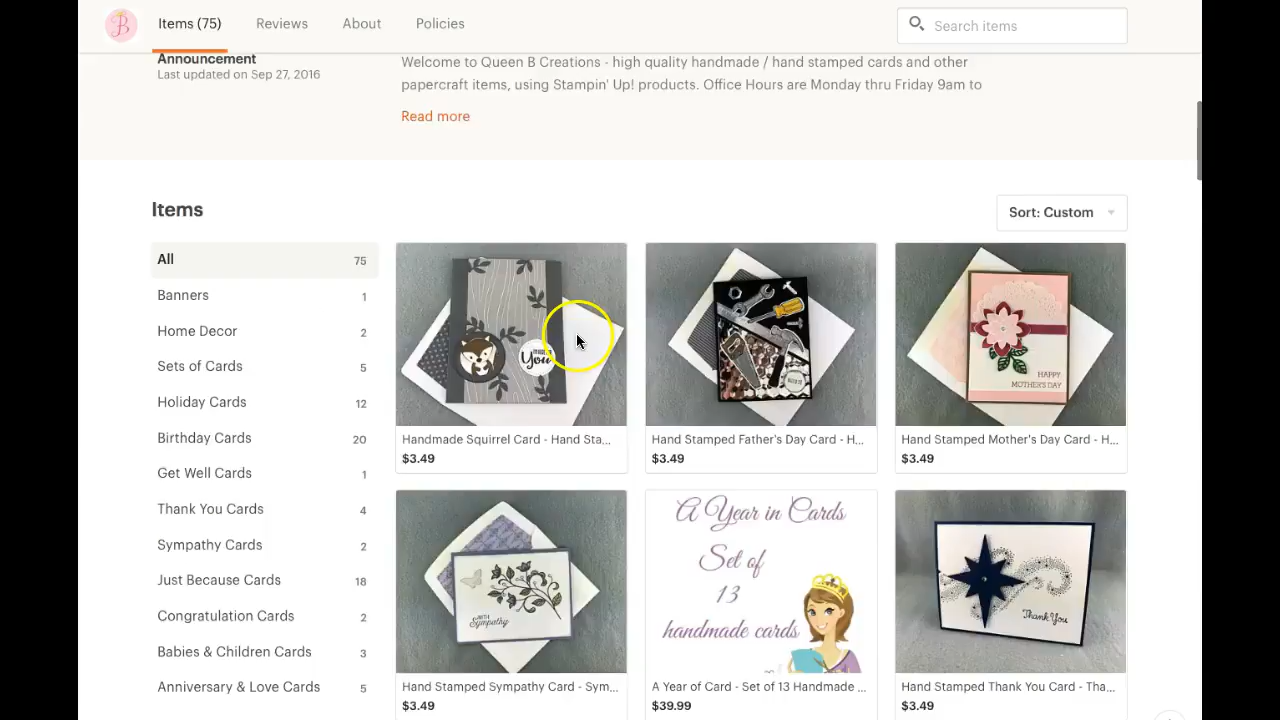 B
Items (75)
Reviews
About
Policies
Search items
Announcement
Last updated on Sep 27, 2016
Welcome to Queen B Creations - high quality handmade / hand stamped cards and other
papercraft items, using Stampin' Up! products. Office Hours are Monday thru Friday 9am to
Read more
Items
Sort: Custom
All 75
Banners 1
Home Decor 2
Sets of Cards 5
Holiday Cards 12
Birthday Cards 20
Get Well Cards 1
Thank You Cards 4
Sympathy Cards 2
Just Because Cards 18
Congratulation Cards 2
Babies & Children Cards 3
Anniversary & Love Cards 5
You
Handmade Squirrel Card - Hand Sta...
$3.49
Hand Stamped Father's Day Card - H...
$3.49
HAPPY
MOTHER'S DAY
Hand Stamped Mother's Day Card - H...
$3.49
WITH
Sympathy
Hand Stamped Sympathy Card - Sym...
$3.49
A Year in Cards
Set of
13
handmade cards
A Year of Card - Set of 13 Handmade ...
$39.99
Thank You
Hand Stamped Thank You Card - Tha...
$3.49